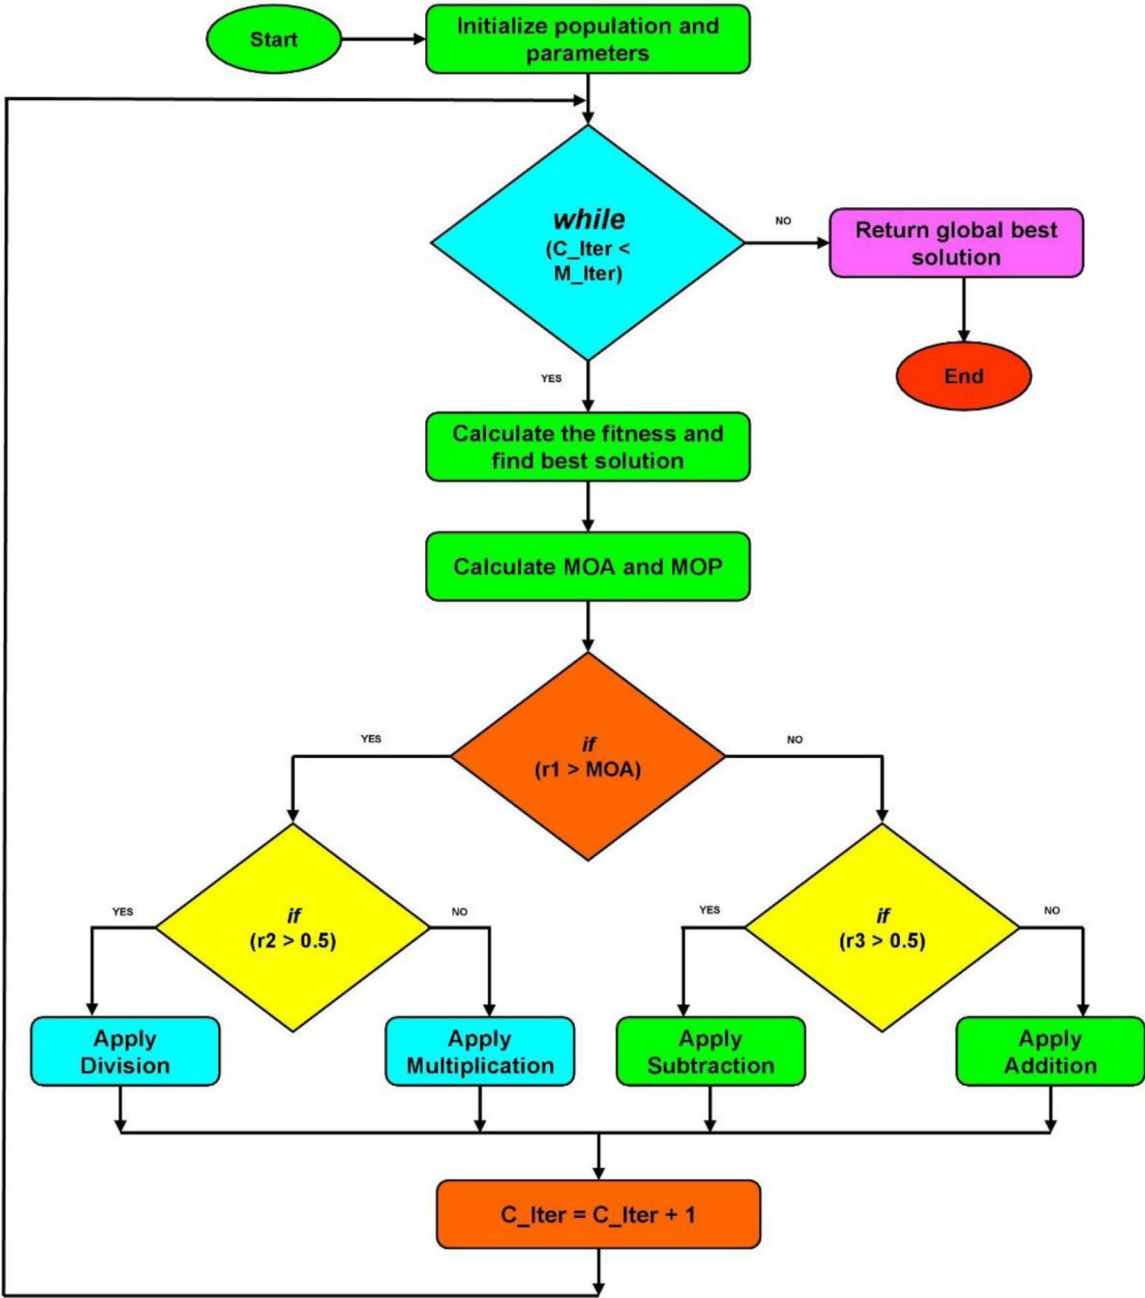 Start
Initialize population and
parameters
while
(C_Iter <
M_Iter)
NO
Return global best
solution
End
YES
Calculate the fitness and
find best solution
Calculate MOA and MOP
if
(r1 > MOA)
YES
NO
if
(r2 > 0.5)
YES
NO
if
(r3 > 0.5)
YES
NO
Apply
Division
Apply
Multiplication
Apply
Subtraction
Apply
Addition
C_Iter = C_Iter + 1